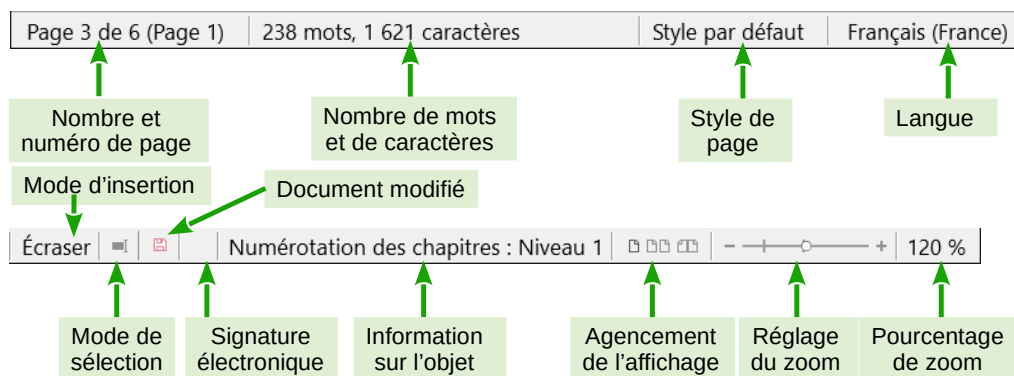 Page 3 de 6 (Page 1) 238 mots, 1 621 caractères Style par défaut Français (France)
Nombre et
numéro de page
Nombre de mots
et de caractères
Style de
page
Langue
Mode d'insertion
Document modifié
Écraser Numérotation des chapitres : Niveau 1 120 %
Mode de
sélection
Signature
électronique
Information
sur l'objet
Agencement
de l'affichage
Réglage
du zoom
Pourcentage
de zoom